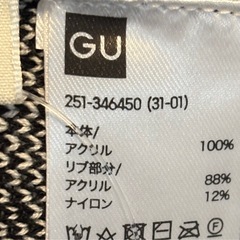 GU
251-346450 (31-01)
本体/
アクリル 100%
リブ部分/
アクリル 88%
ナイロン 12%